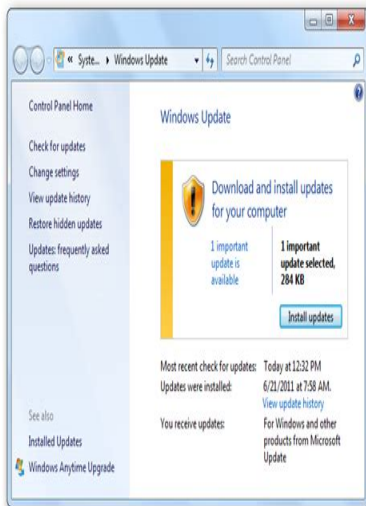 « Syste... ▸ Windows Update
Search Control Panel
Control Panel Home
Check for updates
Change settings
View update history
Restore hidden updates
Updates: frequently asked
questions
See also
Installed Updates
Windows Anytime Upgrade
Windows Update
Download and install updates
for your computer
1 important
update is
available
1 important
update selected,
284 KB
Install updates
Most recent check for updates: Today at 12:32 PM
Updates were installed: 6/21/2011 at 7:58 AM.
View update history
You receive updates: For Windows and other
products from Microsoft
Update